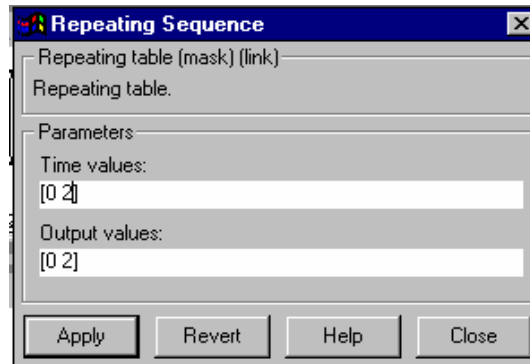 Repeating Sequence
Repeating table (mask) (link)
Repeating table.
Parameters
Time values:
[0 2]
Output values:
[0 2]
Apply Revert Help Close